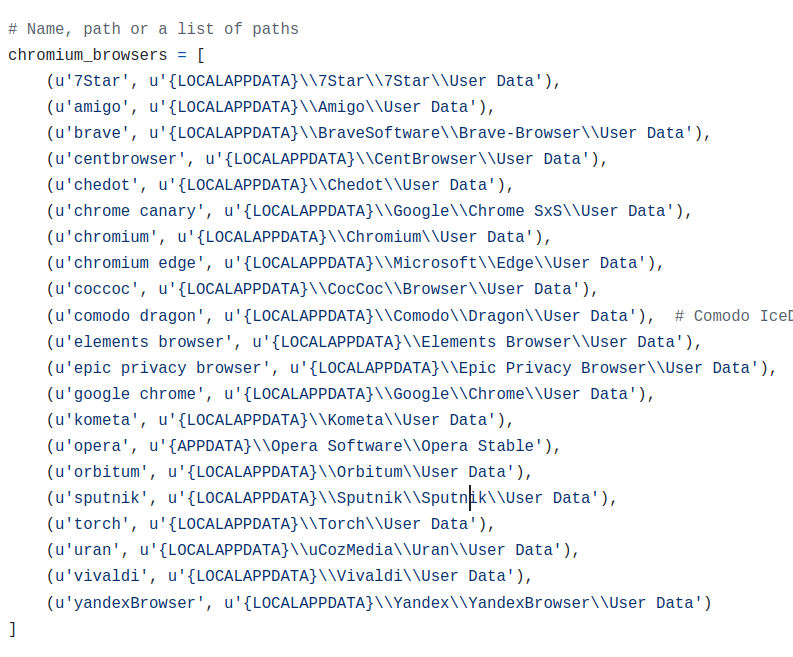 # Name, path or a list of paths
chromium_browsers = [
    (u'7Star', u'{LOCALAPPDATA}\\7Star\\7Star\\User Data'),
    (u'amigo', u'{LOCALAPPDATA}\\Amigo\\User Data'),
    (u'brave', u'{LOCALAPPDATA}\\BraveSoftware\\Brave-Browser\\User Data'),
    (u'centbrowser', u'{LOCALAPPDATA}\\CentBrowser\\User Data'),
    (u'chedot', u'{LOCALAPPDATA}\\Chedot\\User Data'),
    (u'chrome canary', u'{LOCALAPPDATA}\\Google\\Chrome SxS\\User Data'),
    (u'chromium', u'{LOCALAPPDATA}\\Chromium\\User Data'),
    (u'chromium edge', u'{LOCALAPPDATA}\\Microsoft\\Edge\\User Data'),
    (u'coccoc', u'{LOCALAPPDATA}\\CocCoc\\Browser\\User Data'),
    (u'comodo dragon', u'{LOCALAPPDATA}\\Comodo\\Dragon\\User Data'),  # Comodo IceD
    (u'elements browser', u'{LOCALAPPDATA}\\Elements Browser\\User Data'),
    (u'epic privacy browser', u'{LOCALAPPDATA}\\Epic Privacy Browser\\User Data'),
    (u'google chrome', u'{LOCALAPPDATA}\\Google\\Chrome\\User Data'),
    (u'kometa', u'{LOCALAPPDATA}\\Kometa\\User Data'),
    (u'opera', u'{APPDATA}\\Opera Software\\Opera Stable'),
    (u'orbitum', u'{LOCALAPPDATA}\\Orbitum\\User Data'),
    (u'sputnik', u'{LOCALAPPDATA}\\Sputnik\\Sputnik\\User Data'),
    (u'torch', u'{LOCALAPPDATA}\\Torch\\User Data'),
    (u'uran', u'{LOCALAPPDATA}\\uCozMedia\\Uran\\User Data'),
    (u'vivaldi', u'{LOCALAPPDATA}\\Vivaldi\\User Data'),
    (u'yandexBrowser', u'{LOCALAPPDATA}\\Yandex\\YandexBrowser\\User Data')
]